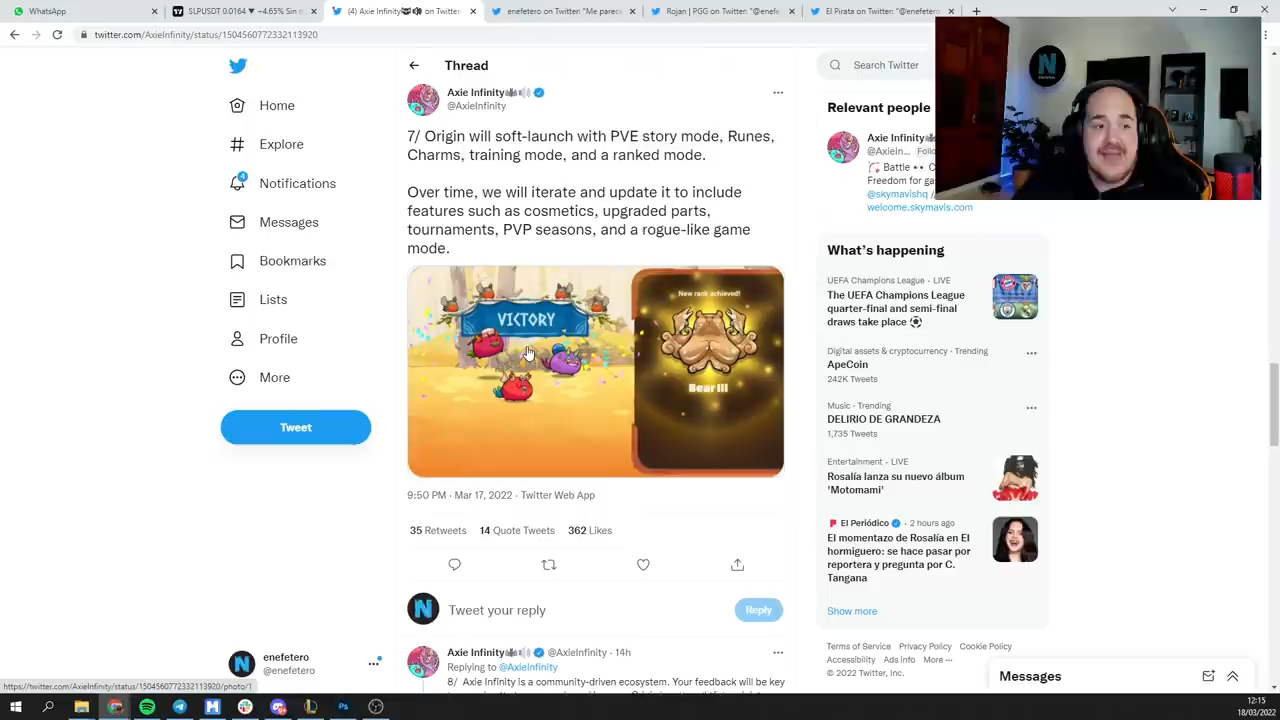 WhatsApp
SLPUSDT 0.0164 ▼ +4.65% Sin n
(4) Axie Infinity on Twitter
enefetero on Twitter: "Me parece
Rojan | PGG on Twitter: "@enefe
El Pirata on Twitter: "@enefetero
twitter.com/AxieInfinity/status/1504560772332113920
Home
Explore
4
Notifications
Messages
Bookmarks
Lists
Profile
More
Tweet
enefetero
@enefetero
Thread
Axie Infinity
@AxieInfinity
7/ Origin will soft-launch with PVE story mode, Runes,
Charms, training mode, and a ranked mode.
Over time, we will iterate and update it to include
features such as cosmetics, upgraded parts,
tournaments, PVP seasons, and a rogue-like game
mode.
VICTORY
New rank achieved!
Bear III
9:50 PM · Mar 17, 2022 · Twitter Web App
35 Retweets 14 Quote Tweets 362 Likes
N
Tweet your reply
Reply
Axie Infinity @AxieInfinity · 14h
Replying to @AxieInfinity
8/ Axie Infinity is a community-driven ecosystem. Your feedback will be key
Search Twitter
Relevant people
Axie Infinity
@AxieIn... Follo
Battle
Freedom for ga
@skymavishq /
welcome.skymavis.com
N
What's happening
UEFA Champions League · LIVE
The UEFA Champions League
quarter-final and semi-final
draws take place
Digital assets & cryptocurrency · Trending
ApeCoin
242K Tweets
Music · Trending
DELIRIO DE GRANDEZA
1,735 Tweets
Entertainment · LIVE
Rosalía lanza su nuevo álbum
'Motomami'
El Periódico · 2 hours ago
El momentazo de Rosalía en El
hormiguero: se hace pasar por
reportera y pregunta por C.
Tangana
Show more
Terms of Service Privacy Policy Cookie Policy
Accessibility Ads info More ···
© 2022 Twitter, Inc.
Messages
https://twitter.com/AxieInfinity/status/1504560772332113920/photo/1
12:15
18/03/2022